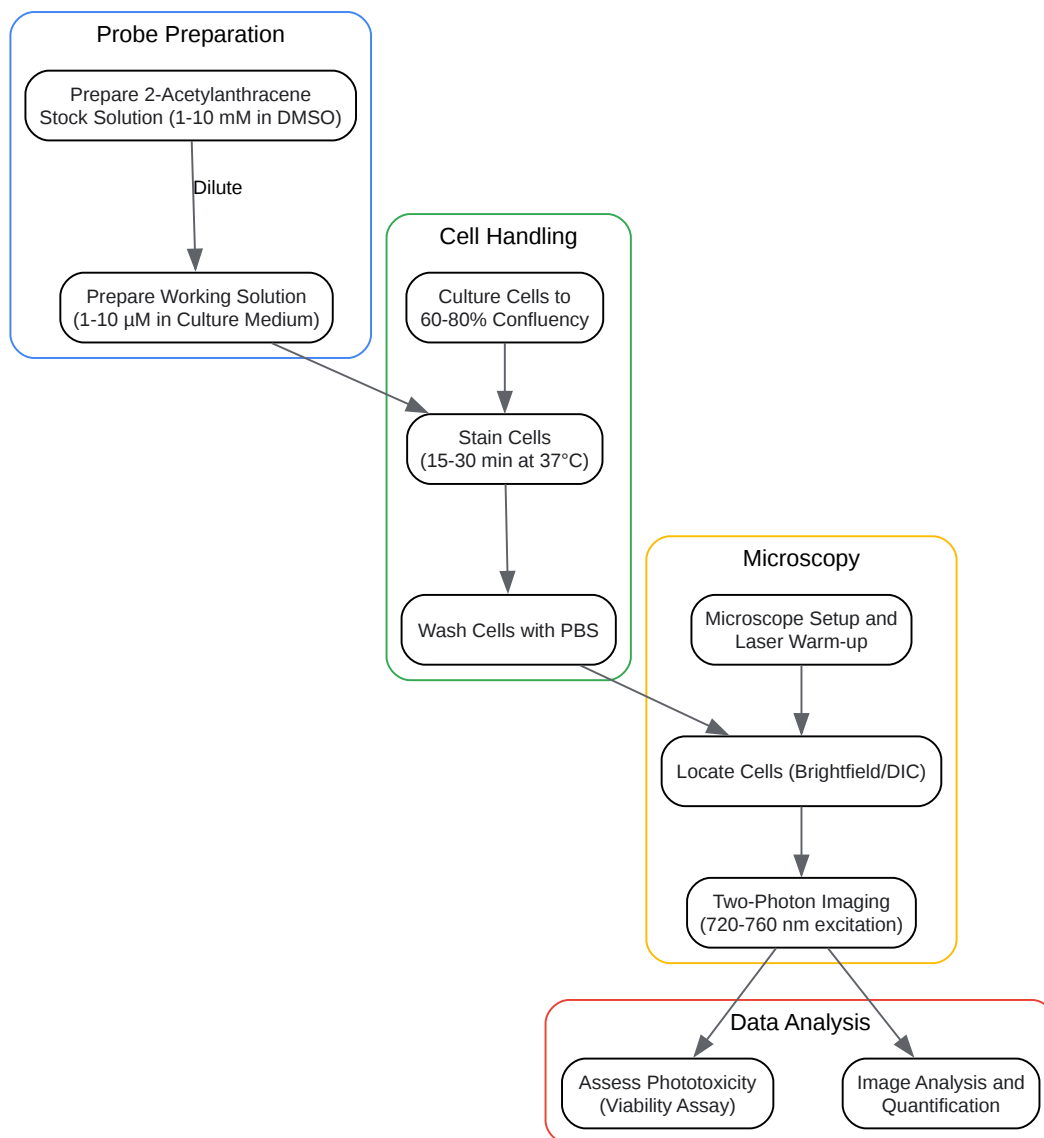 Probe Preparation
Prepare 2-Acetylanthracene
Stock Solution (1-10 mM in DMSO)
Dilute
Prepare Working Solution
(1-10 µM in Culture Medium)
Cell Handling
Culture Cells to
60-80% Confluency
Stain Cells
(15-30 min at 37°C)
Wash Cells with PBS
Microscopy
Microscope Setup and
Laser Warm-up
Locate Cells (Brightfield/DIC)
Two-Photon Imaging
(720-760 nm excitation)
Data Analysis
Assess Phototoxicity
(Viability Assay)
Image Analysis and
Quantification